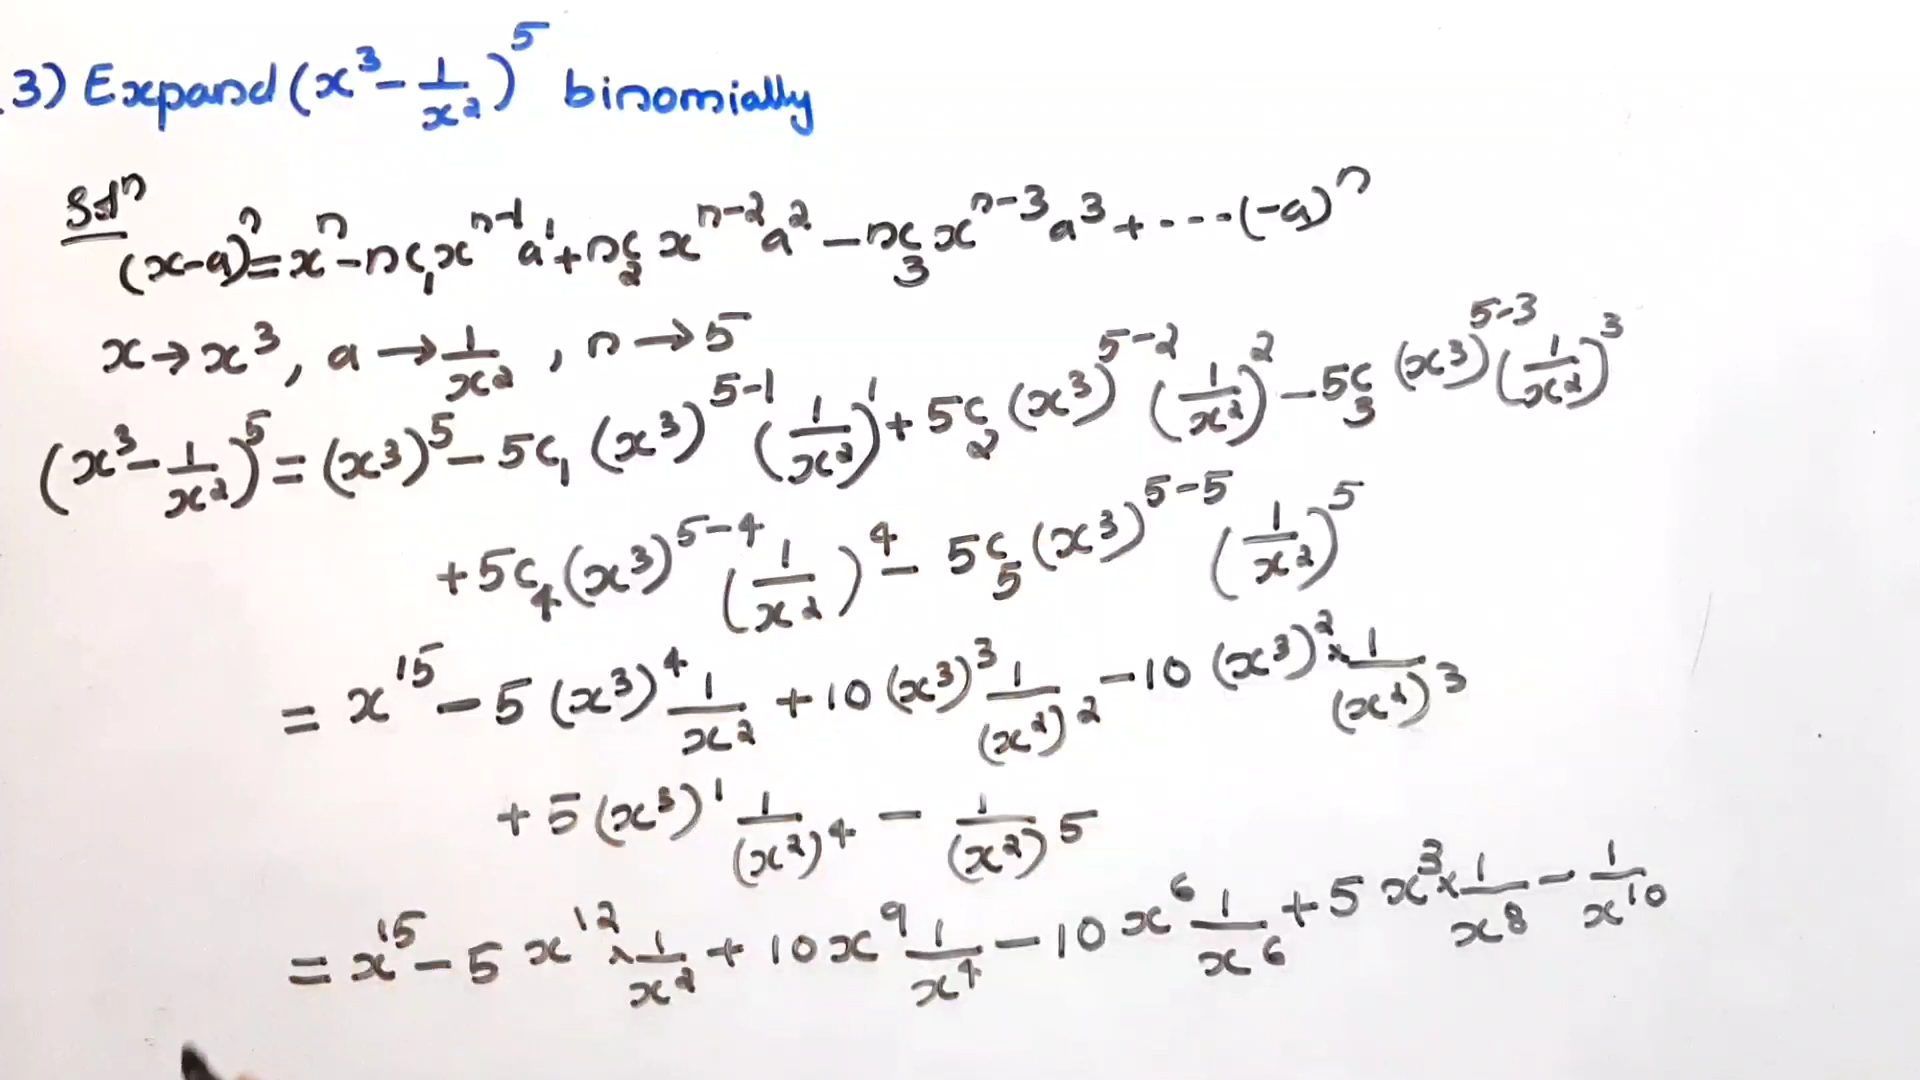 3) Expand (x³ - 1/x²)⁵ binomially
Solⁿ
(x-a)ⁿ = xⁿ - nc₁ xⁿ⁻¹ a¹ + nc₂ xⁿ⁻² a² - nc₃ xⁿ⁻³ a³ + ....(-a)ⁿ
x → x³, a → 1/x², n → 5
(x³ - 1/x²)⁵ = (x³)⁵ - 5c₁ (x³)⁵⁻¹ (1/x²)¹ + 5c₂ (x³)⁵⁻² (1/x²)² - 5c₃ (x³)⁵⁻³ (1/x²)³
+ 5c₄ (x³)⁵⁻⁴ (1/x²)⁴ - 5c₅ (x³)⁵⁻⁵ (1/x²)⁵
= x¹⁵ - 5 (x³)⁴ 1/x² + 10 (x³)³ 1/(x²)² - 10 (x³)² × 1/(x²)³
+ 5 (x³)¹ 1/(x²)⁴ - 1/(x²)⁵
= x¹⁵ - 5 x¹² × 1/x² + 10 x⁹ 1/x⁴ - 10 x⁶ 1/x⁶ + 5 x³ × 1/x⁸ - 1/x¹⁰